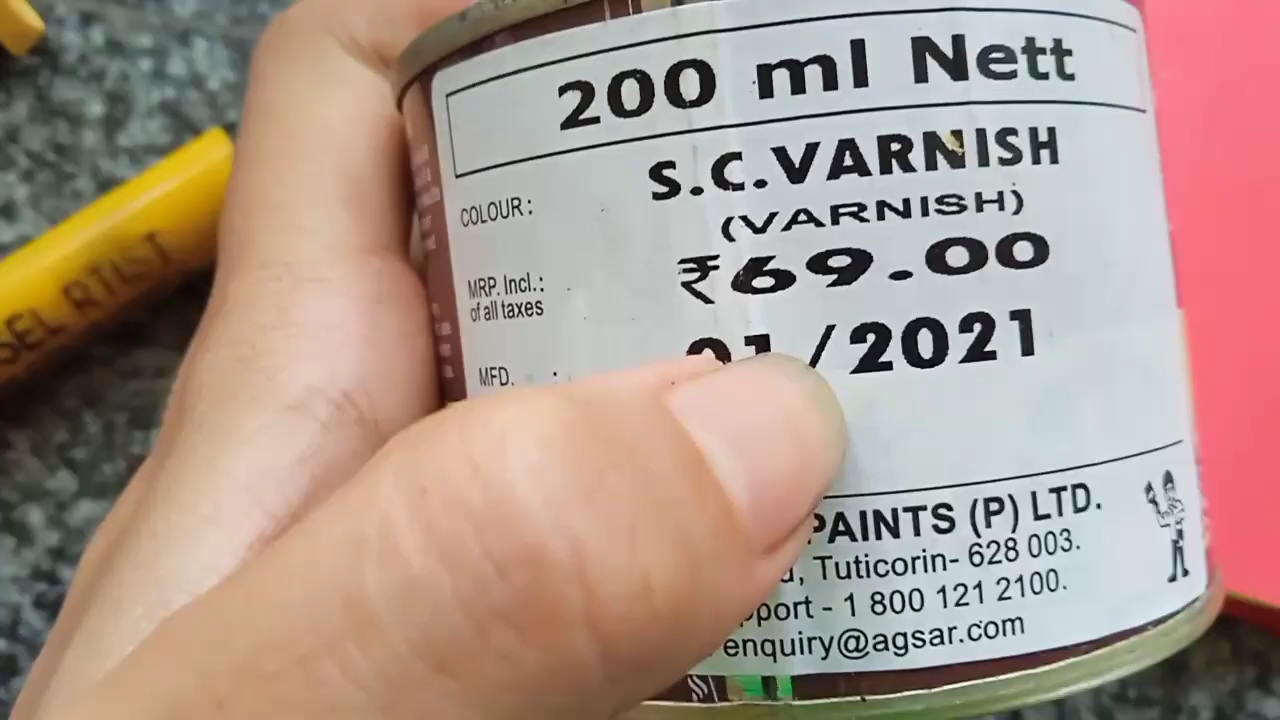 200 ml Nett
COLOUR: S.C.VARNISH
(VARNISH)
MRP. Incl.: ₹69.00
of all taxes
MFD. : 01/2021
PAINTS (P) LTD.
Tuticorin- 628 003.
- 1 800 121 2100.
enquiry@agsar.com